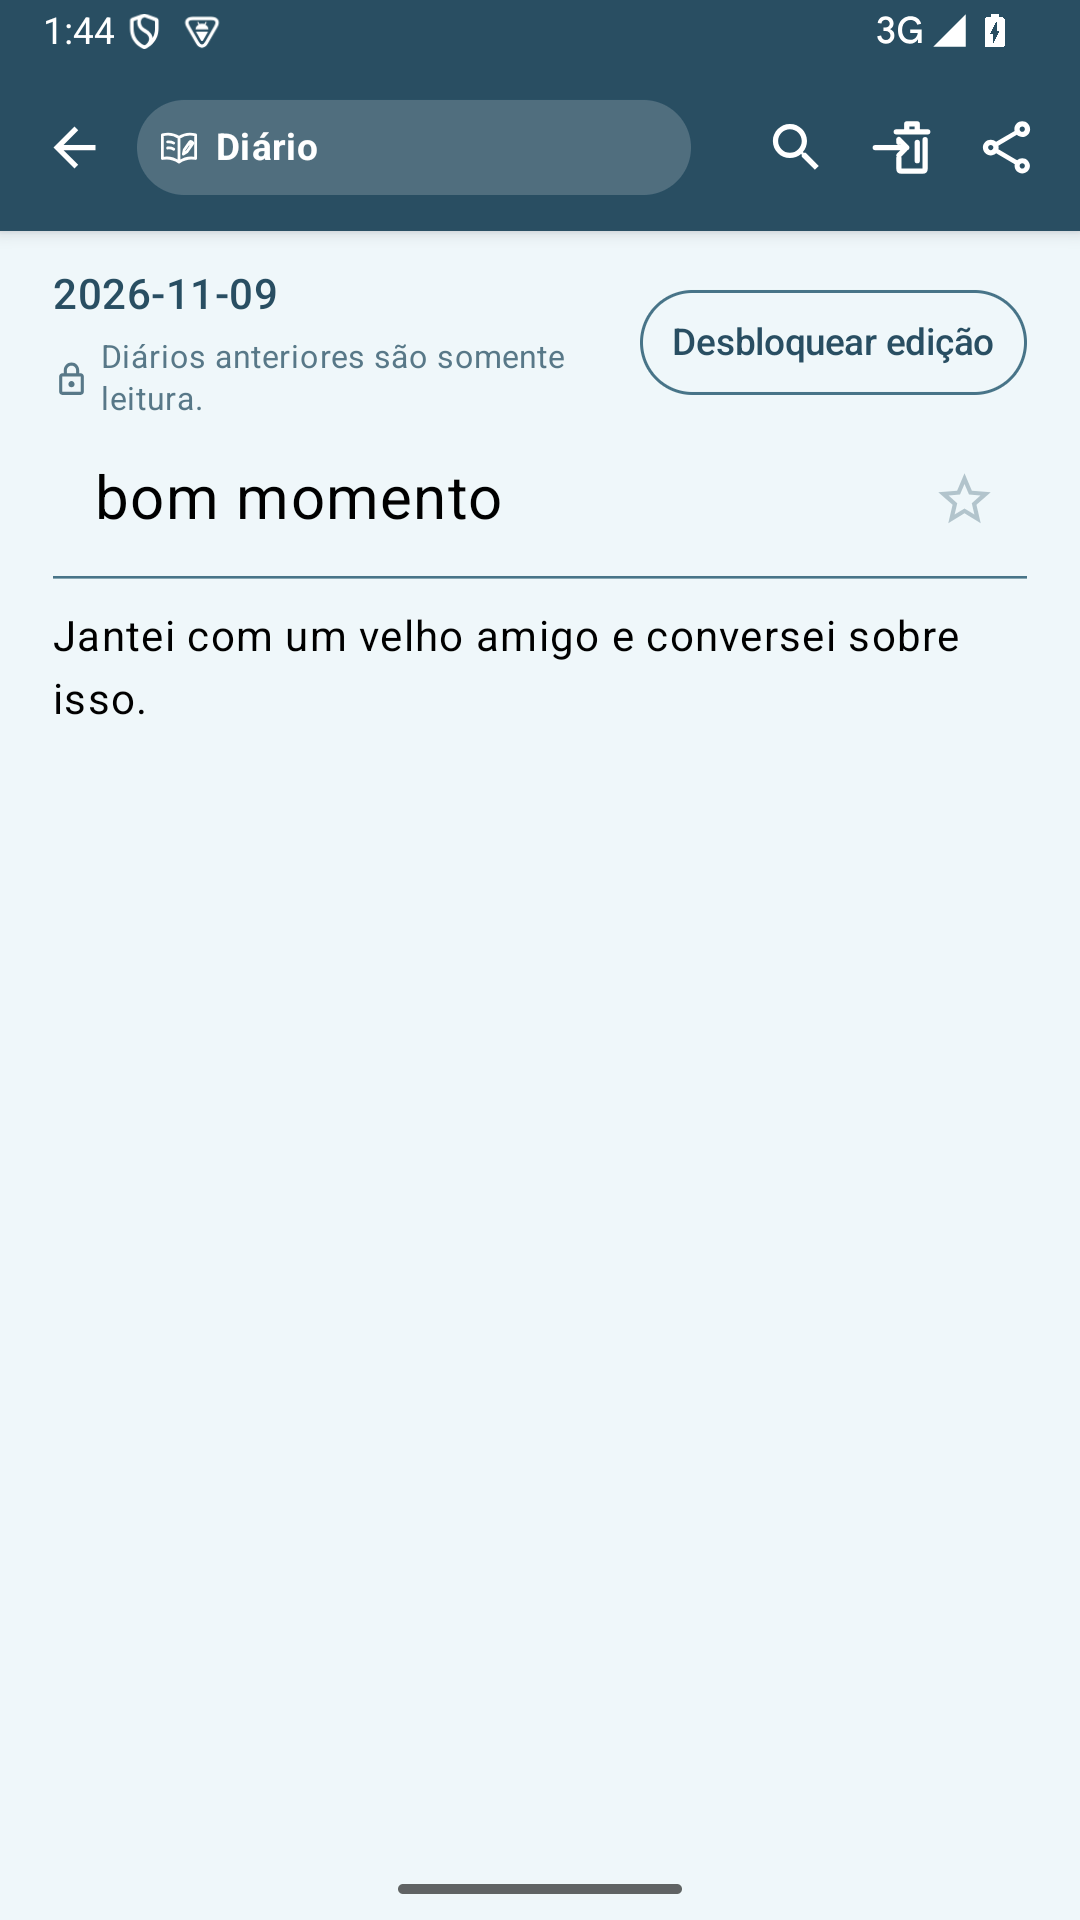 1:44
3G
Diário
2026-11-09
Diários anteriores são somente
leitura.
Desbloquear edição
bom momento
Jantei com um velho amigo e conversei sobre
isso.